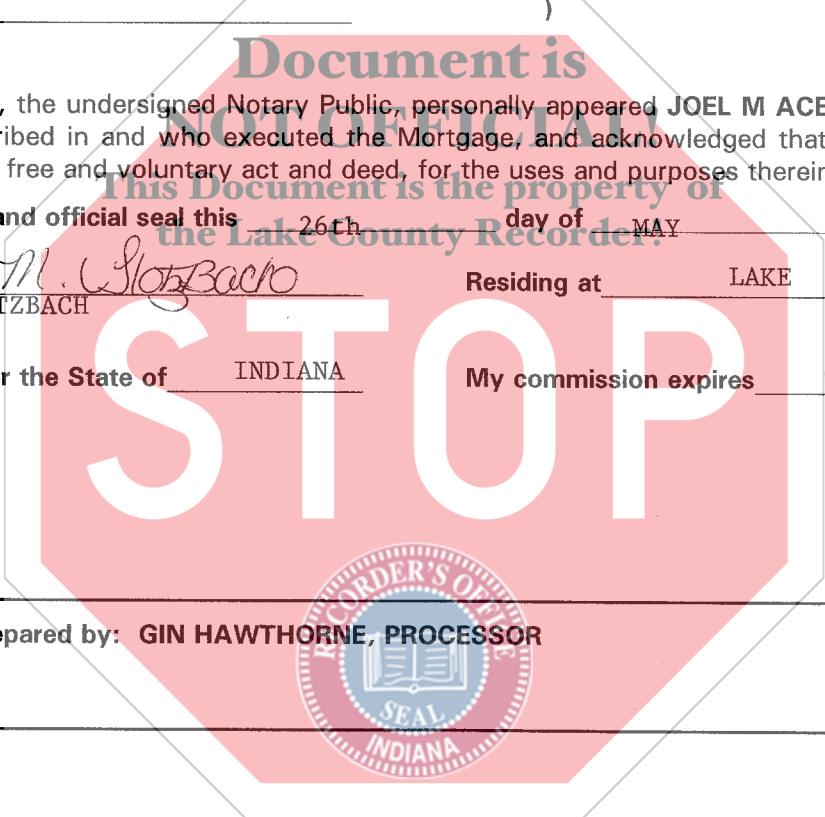 )
Document is
, the undersigned Notary Public, personally appeared JOEL M ACE
NOT OFFICIAL!
ribed in and who executed the Mortgage, and acknowledged that
free and voluntary act and deed, for the uses and purposes therein
This Document is the property of
and official seal this 26th day of MAY
the Lake County Recorder!
M. Slotzbach
Residing at LAKE
TZBACH
STOP
r the State of INDIANA My commission expires
epared by: GIN HAWTHORNE, PROCESSOR
RECORDER'S OFFICE
SEAL
INDIANA